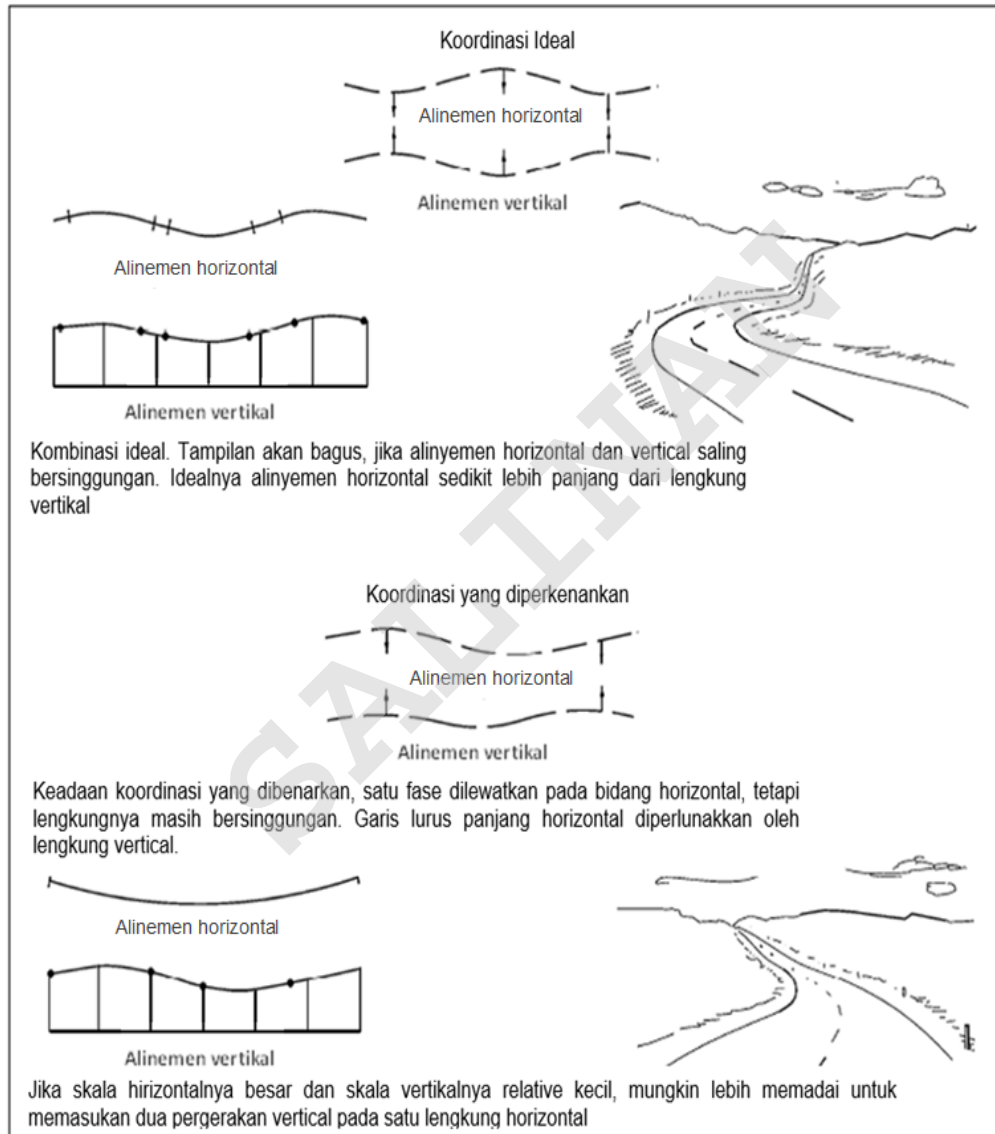 Koordinasi Ideal
Alinemen horizontal
Alinemen vertikal
Alinemen horizontal
Alinemen vertikal
Kombinasi ideal. Tampilan akan bagus, jika alinyemen horizontal dan vertical saling
bersinggungan. Idealnya alinyemen horizontal sedikit lebih panjang dari lengkung
vertikal
Koordinasi yang diperkenankan
Alinemen horizontal
Alinemen vertikal
Keadaan koordinasi yang dibenarkan, satu fase dilewatkan pada bidang horizontal, tetapi
lengkungnya masih bersinggungan. Garis lurus panjang horizontal diperlunakkan oleh
lengkung vertical.
Alinemen horizontal
Alinemen vertikal
Jika skala hirizontalnya besar dan skala vertikalnya relative kecil, mungkin lebih memadai untuk
memasukan dua pergerakan vertical pada satu lengkung horizontal
SALINAN